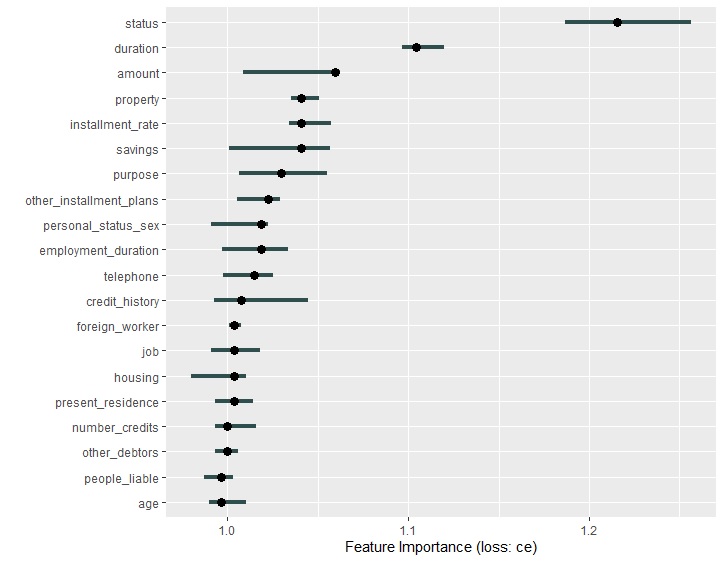 status
duration
amount
property
installment_rate
savings
purpose
other_installment_plans
personal_status_sex
employment_duration
telephone
credit_history
foreign_worker
job
housing
present_residence
number_credits
other_debtors
people_liable
age
1.0 1.1 1.2
Feature Importance (loss: ce)